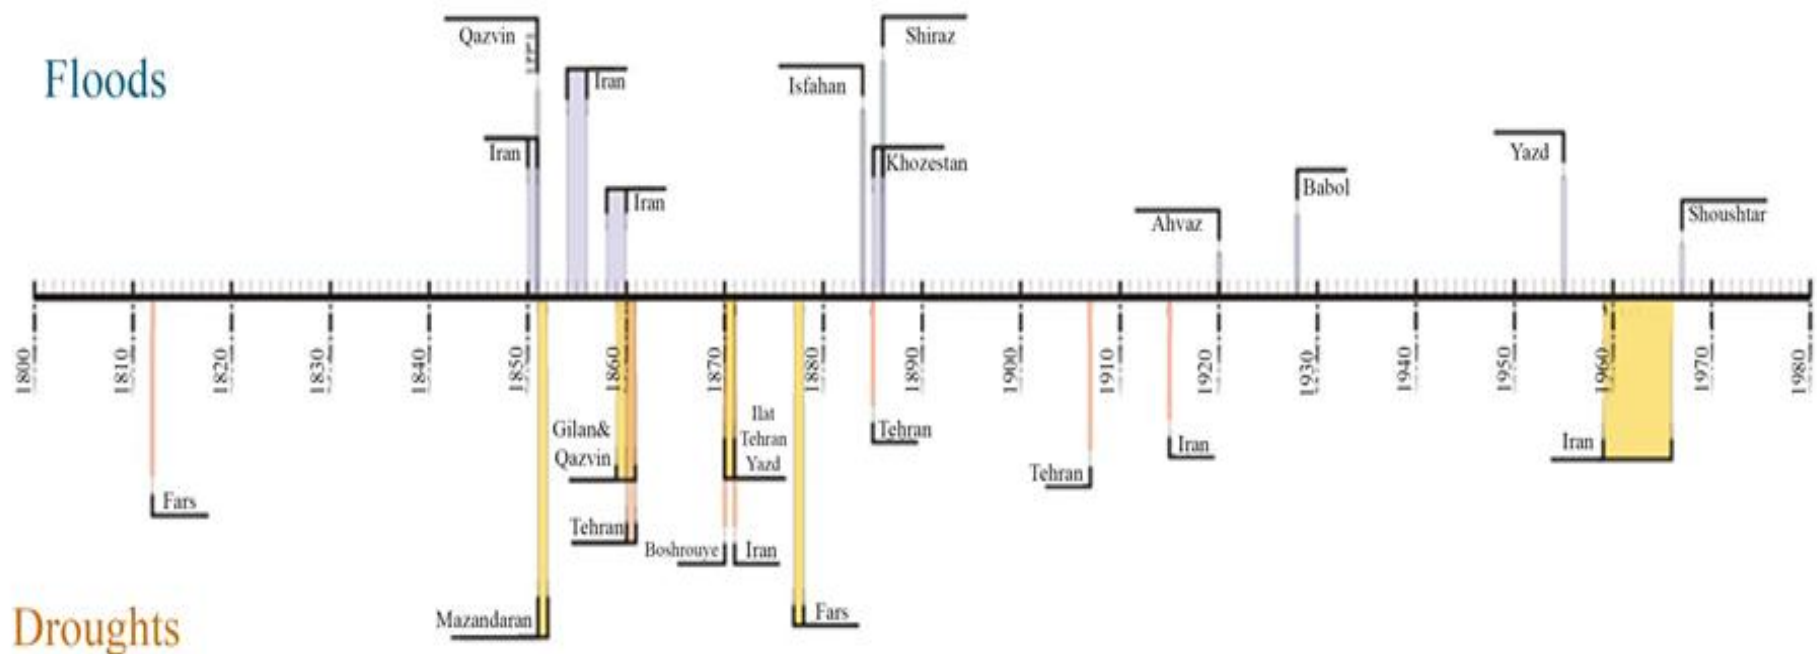 Qazvin
Shiraz
Floods
Iran
Isfahan
Iran
Khozestan
Iran
Yazd
Babol
Ahvaz
Shoushtar
1800
1810
1820
1830
1840
1850
1860
1870
1880
1890
1900
1910
1920
1930
1940
1950
1960
1970
1980
Gilan&
Qazvin
Ilat
Tehran
Yazd
Tehran
Iran
Iran
Tehran
Fars
Tehran
Boshrouye
Iran
Mazandaran
Fars
Droughts